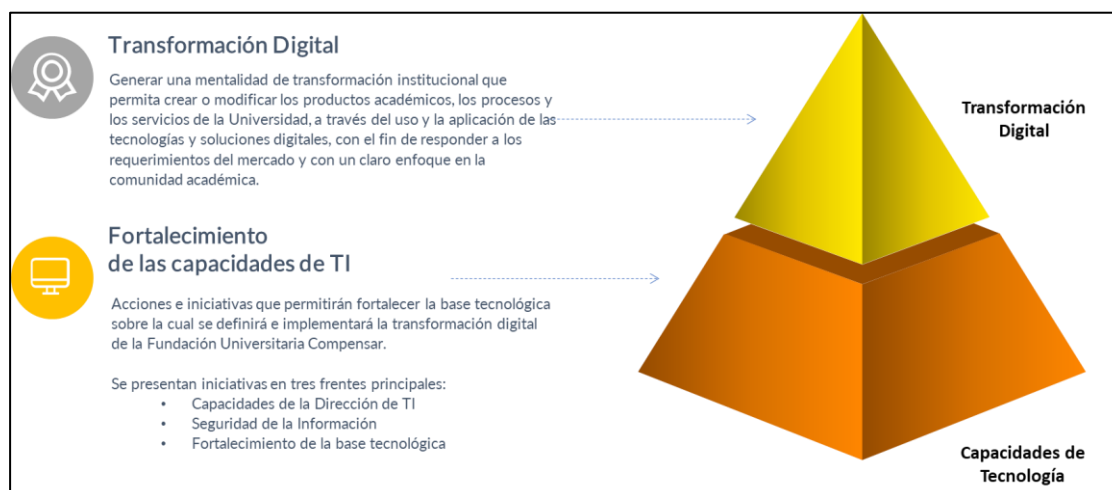 Transformación Digital
Generar una mentalidad de transformación institucional que
permita crear o modificar los productos académicos, los procesos y
los servicios de la Universidad, a través del uso y la aplicación de las
tecnologías y soluciones digitales, con el fin de responder a los
requerimientos del mercado y con un claro enfoque en la
comunidad académica.
Transformación
Digital
Fortalecimiento
de las capacidades de TI
Acciones e iniciativas que permitirán fortalecer la base tecnológica
sobre la cual se definirá e implementará la transformación digital
de la Fundación Universitaria Compensar.
Se presentan iniciativas en tres frentes principales:
• Capacidades de la Dirección de TI
• Seguridad de la Información
• Fortalecimiento de la base tecnológica
Capacidades de
Tecnología